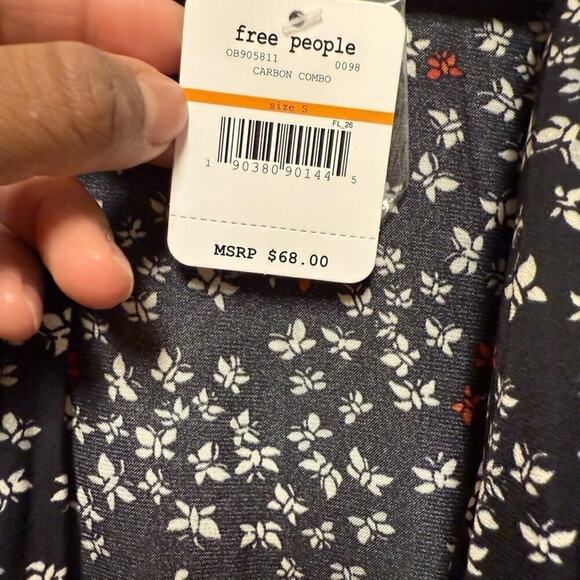 free people
OB905811 0098
CARBON COMBO
size S
FL_26
1 90380 90144 5
MSRP $68.00